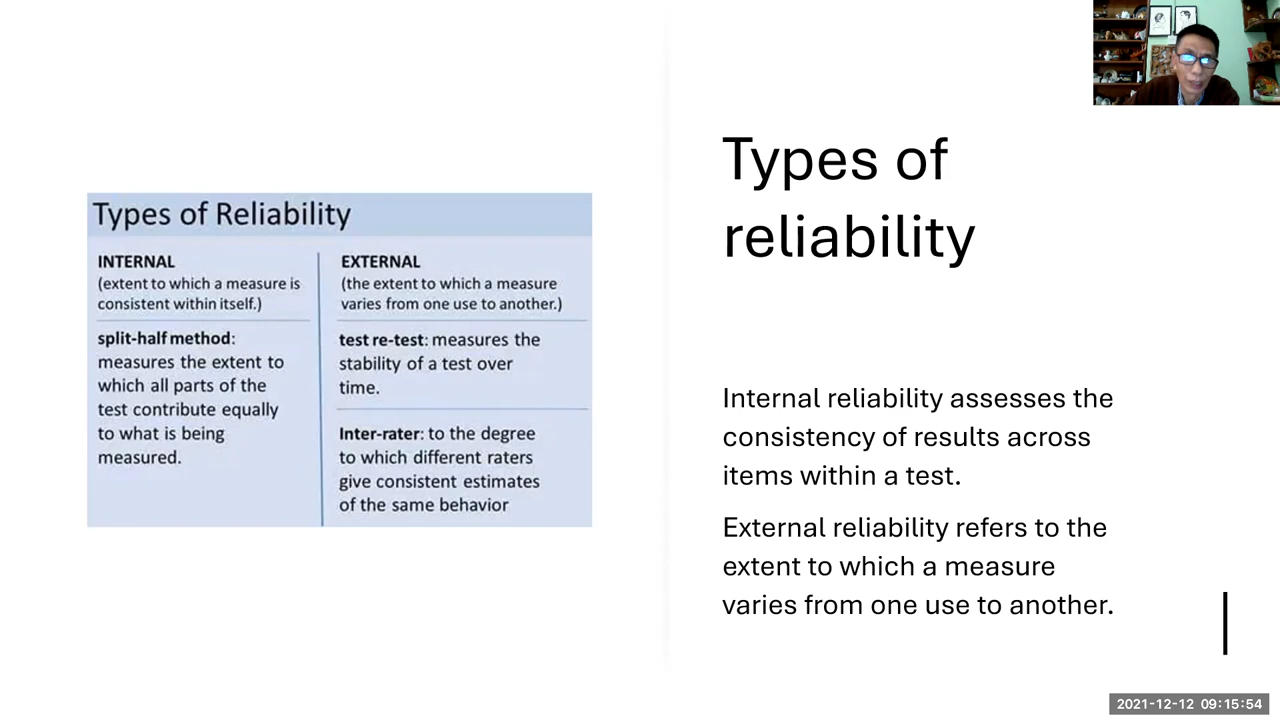 Types of Reliability
INTERNAL
(extent to which a measure is
consistent within itself.)
split-half method:
measures the extent to
which all parts of the
test contribute equally
to what is being
measured.
EXTERNAL
(the extent to which a measure
varies from one use to another.)
test re-test: measures the
stability of a test over
time.
Inter-rater: to the degree
to which different raters
give consistent estimates
of the same behavior
Types of
reliability
Internal reliability assesses the
consistency of results across
items within a test.
External reliability refers to the
extent to which a measure
varies from one use to another.
2021-12-12 09:15:54